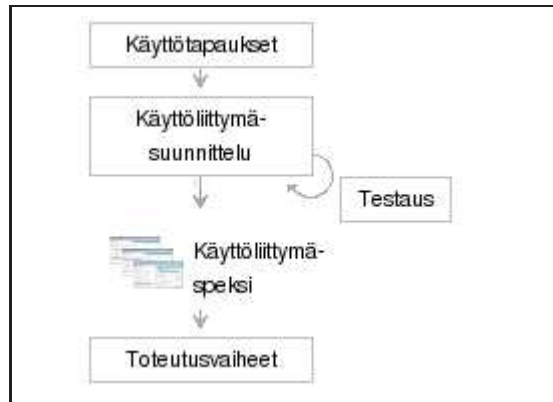 Käyttötapaukset
Käyttöliittymä-
suunnittelu
Testaus
Käyttöliittymä-
speksi
Toteutusvaiheet